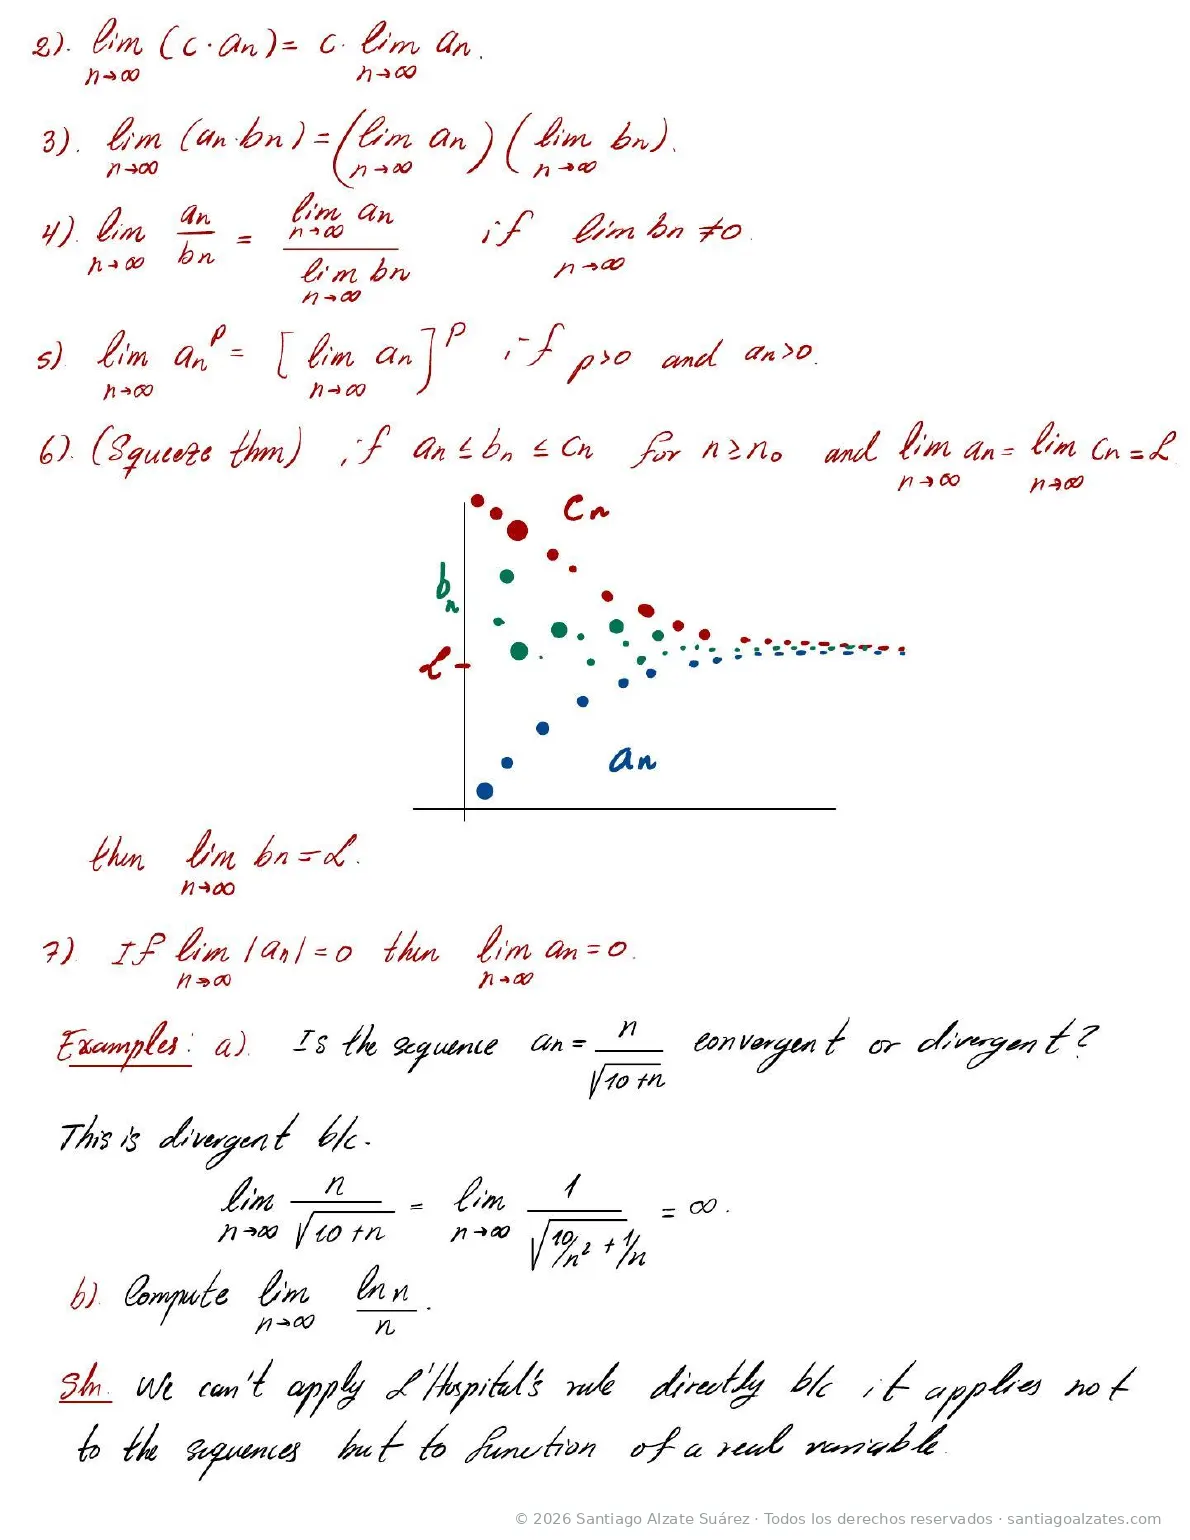 2). lim (c · an) = c · lim an.
n→∞ n→∞
3). lim (an · bn) = (lim an) (lim bn).
n→∞ n→∞ n→∞
4). lim an/bn = lim an / lim bn if lim bn ≠ 0.
n→∞ n→∞ n→∞ n→∞
5). lim an^p = [lim an]^p if p>0 and an>0.
n→∞ n→∞
6). (Squeeze thm) if an ≤ bn ≤ cn for n ≥ n₀ and lim an = lim cn = L
n→∞ n→∞
cn
bn
L
an
then lim bn = L.
n→∞
7). If lim |an| = 0 then lim an = 0.
n→∞ n→∞
Examples: a). Is the sequence an = n/√(10+n) convergent or divergent?
This is divergent b/c.
lim n/√(10+n) = lim 1/√(10/n² + 1/n) = ∞.
n→∞ n→∞
b). Compute lim ln n/n.
n→∞
Sln. We can't apply L'Hospital's rule directly b/c it applies not
to the sequences but to function of a real variable.
© 2026 Santiago Alzate Suárez · Todos los derechos reservados · santiagoalzates.com